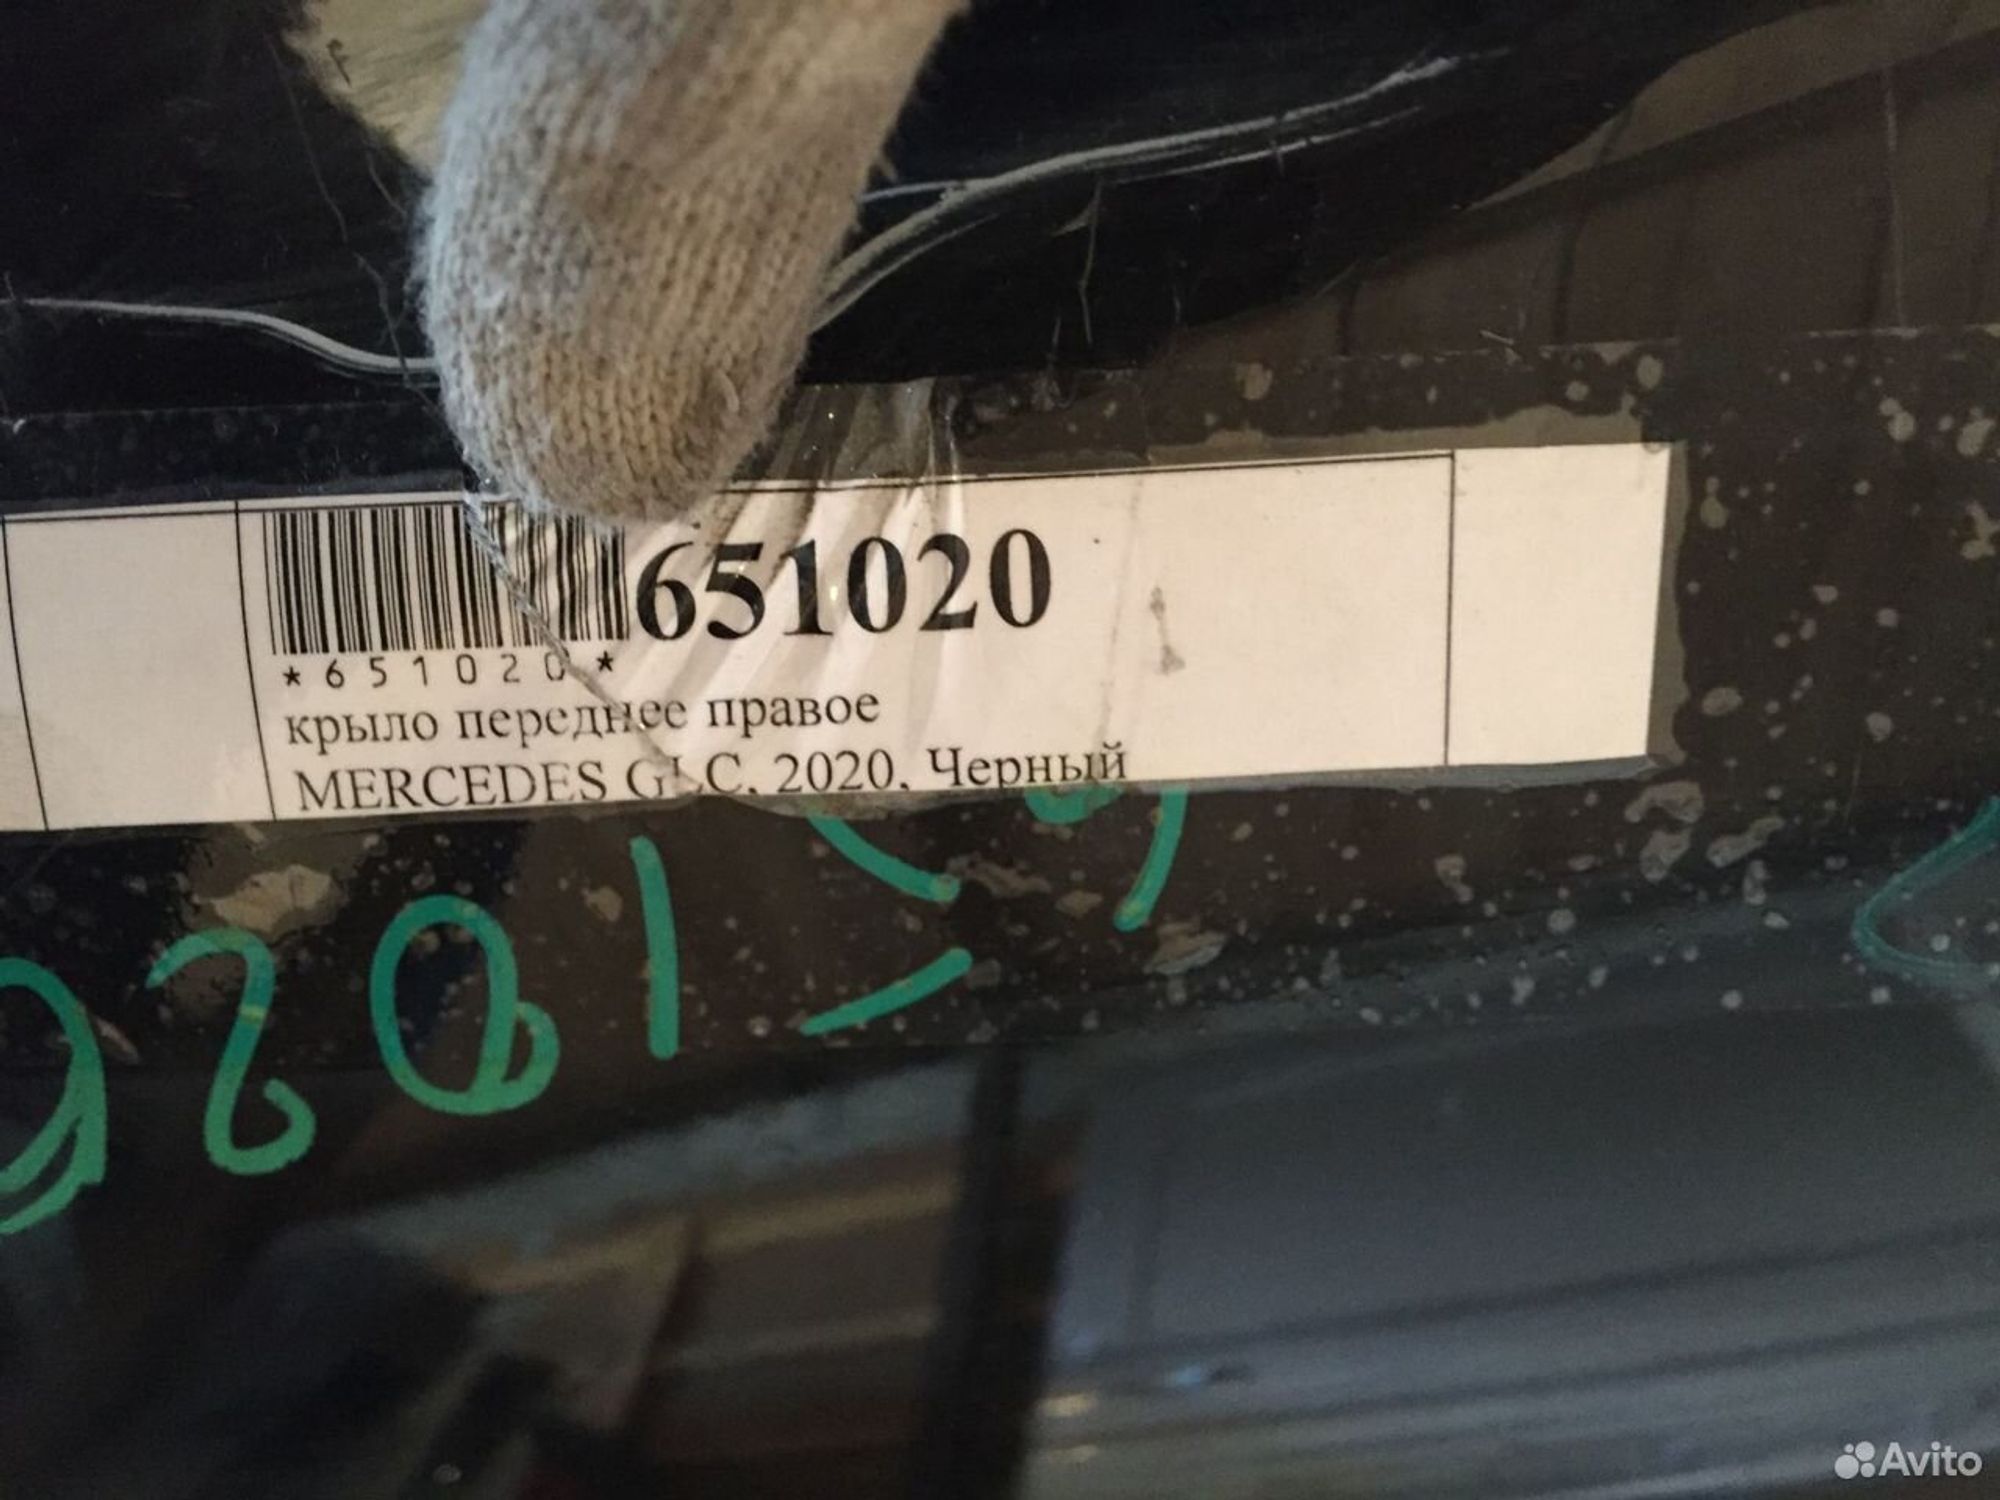 651020
*651020*
крыло переднее правое
MERCEDES GLC, 2020, Черный
Avito